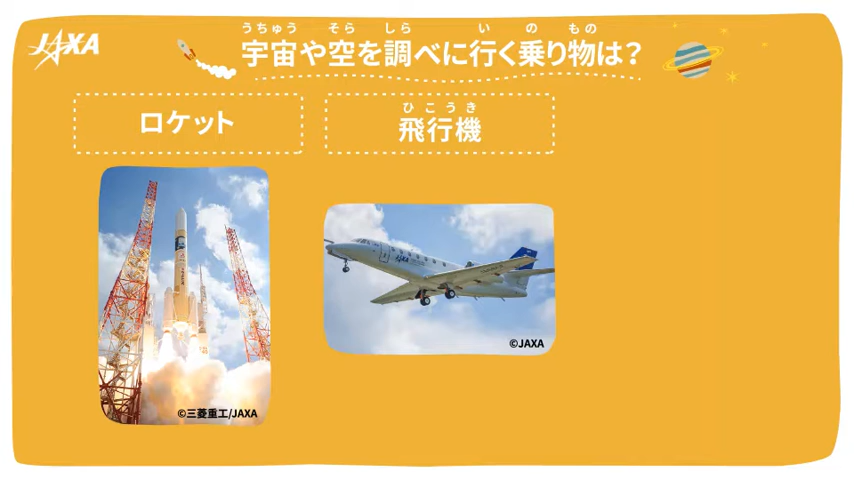 JAXA
うちゅう そら しら い の もの
宇宙や空を調べに行く乗り物は？
ロケット
ひこうき
飛行機
JAXA
©JAXA
©三菱重工/JAXA